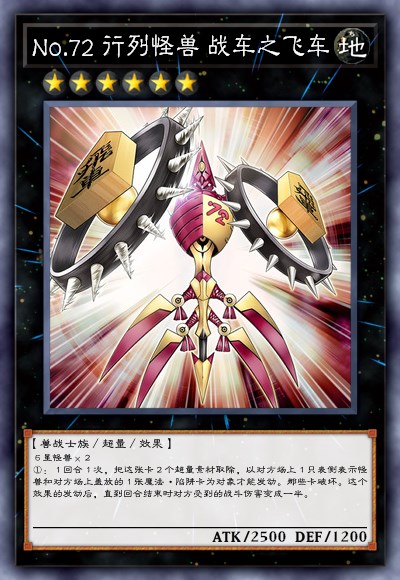 No.72 行列怪兽 战车之飞车 地
72
飛車
【兽战士族／超量／效果】
６星怪兽×２
①：１回合１次，把这张卡２个超量素材取除，以对方场上１只表侧表示怪
兽和对方场上盖放的１张魔法·陷阱卡为对象才能发动。那些卡破坏。这个
效果的发动后，直到回合结束时对方受到的战斗伤害变成一半。
ATK/2500 DEF/1200